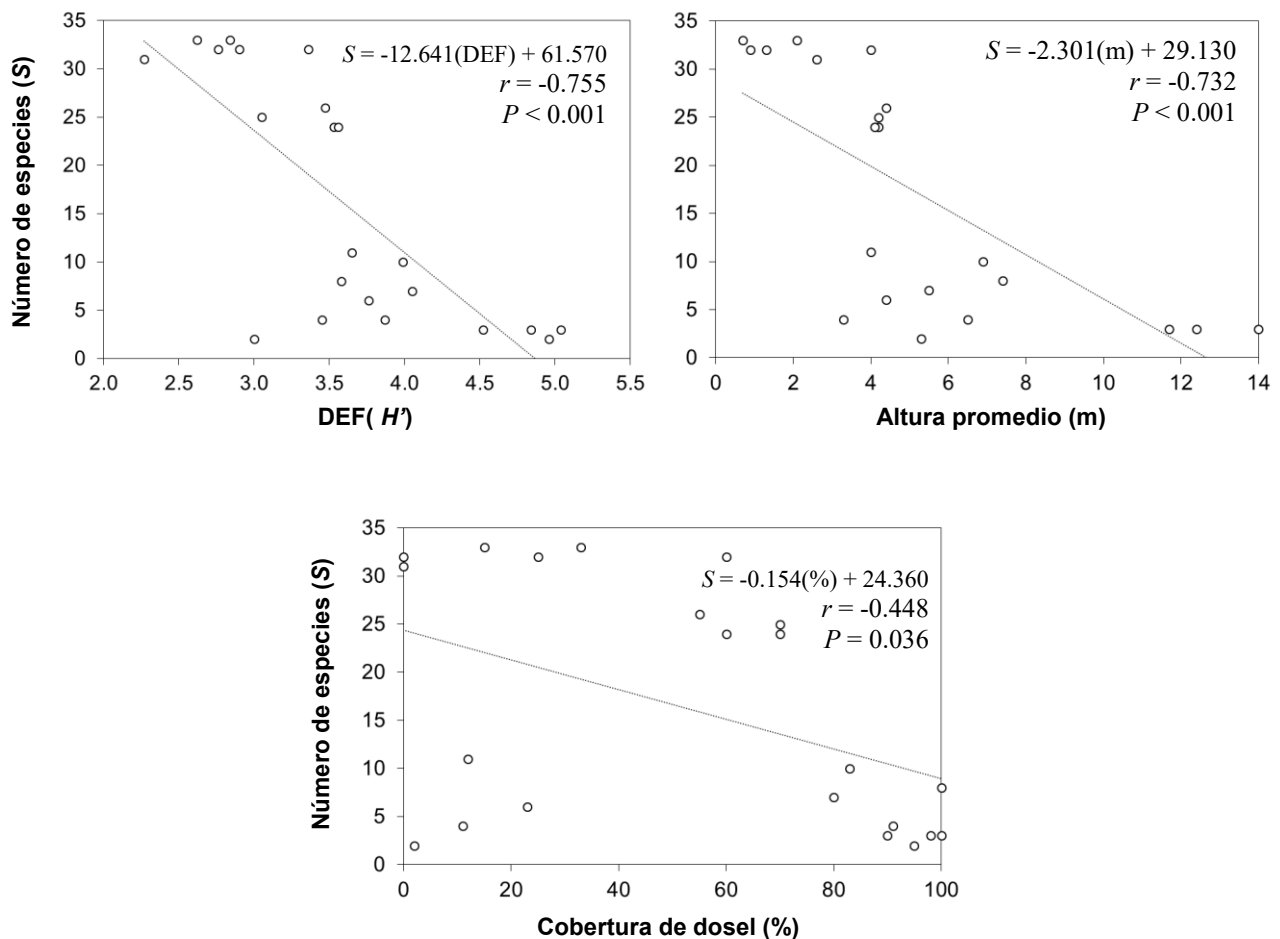 Número de especies (S)
35
30
25
20
15
10
5
0
S = -12.641(DEF) + 61.570
r = -0.755
P < 0.001
2.0 2.5 3.0 3.5 4.0 4.5 5.0 5.5
DEF( H’)
35
30
25
20
15
10
5
0
S = -2.301(m) + 29.130
r = -0.732
P < 0.001
0 2 4 6 8 10 12 14
Altura promedio (m)
Número de especies (S)
35
30
25
20
15
10
5
0
S = -0.154(%) + 24.360
r = -0.448
P = 0.036
0 20 40 60 80 100
Cobertura de dosel (%)